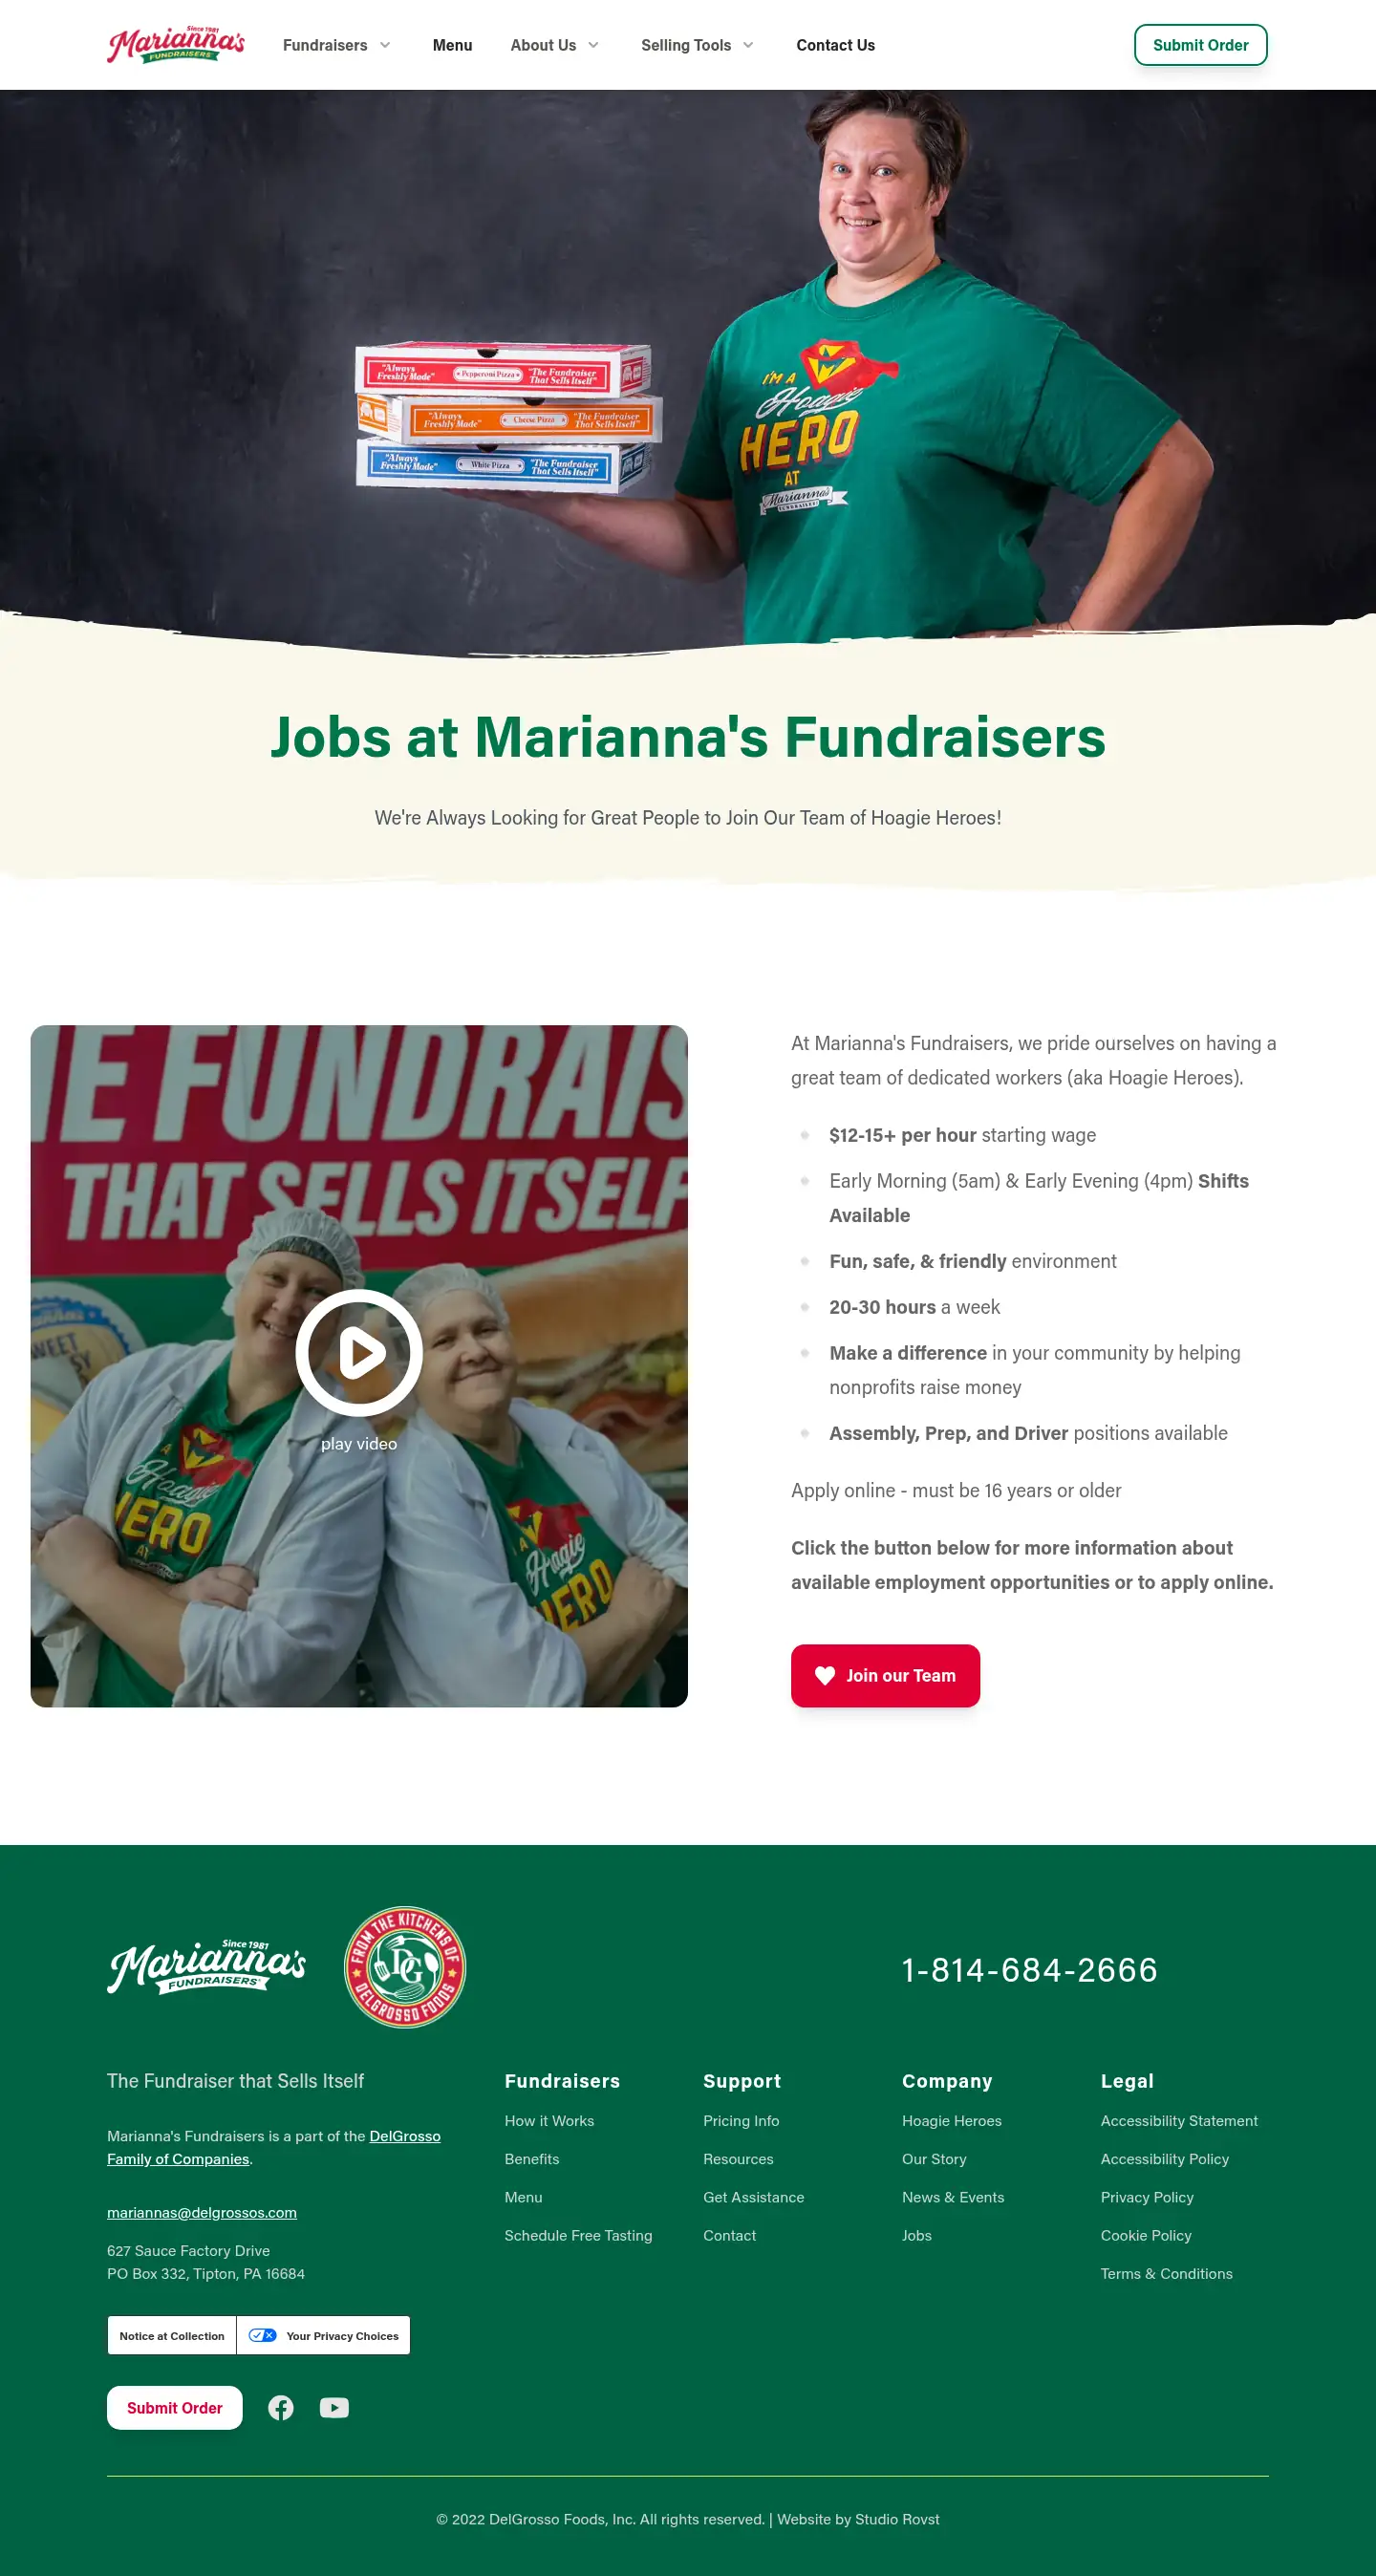 Since 1981
Marianna's
FUNDRAISERS
Fundraisers
Menu
About Us
Selling Tools
Contact Us
Submit Order
"Always Freshly Made"
Pepperoni Pizza
"The Fundraiser That Sells Itself"
"Always Freshly Made"
Cheese Pizza
"The Fundraiser That Sells Itself"
"Always Freshly Made"
White Pizza
"The Fundraiser That Sells Itself"
I'M A
Hoagie
HERO
AT
Marianna's
FUNDRAISERS
Jobs at Marianna's Fundraisers
We're Always Looking for Great People to Join Our Team of Hoagie Heroes!
E FUNDRAIS
THAT SELLS ITSELF
play video
Hoagie
HERO
AT
Hoagie
HERO
At Marianna's Fundraisers, we pride ourselves on having a
great team of dedicated workers (aka Hoagie Heroes).
$12-15+ per hour starting wage
Early Morning (5am) & Early Evening (4pm) Shifts
Available
Fun, safe, & friendly environment
20-30 hours a week
Make a difference in your community by helping
nonprofits raise money
Assembly, Prep, and Driver positions available
Apply online - must be 16 years or older
Click the button below for more information about
available employment opportunities or to apply online.
Join our Team
Since 1981
Marianna's
FUNDRAISERS
FROM THE KITCHENS OF
DG
DELGROSSO FOODS
1-814-684-2666
The Fundraiser that Sells Itself
Marianna's Fundraisers is a part of the DelGrosso
Family of Companies.
mariannas@delgrossos.com
627 Sauce Factory Drive
PO Box 332, Tipton, PA 16684
Notice at Collection
Your Privacy Choices
Submit Order
Fundraisers
How it Works
Benefits
Menu
Schedule Free Tasting
Support
Pricing Info
Resources
Get Assistance
Contact
Company
Hoagie Heroes
Our Story
News & Events
Jobs
Legal
Accessibility Statement
Accessibility Policy
Privacy Policy
Cookie Policy
Terms & Conditions
© 2022 DelGrosso Foods, Inc. All rights reserved. | Website by Studio Rovst